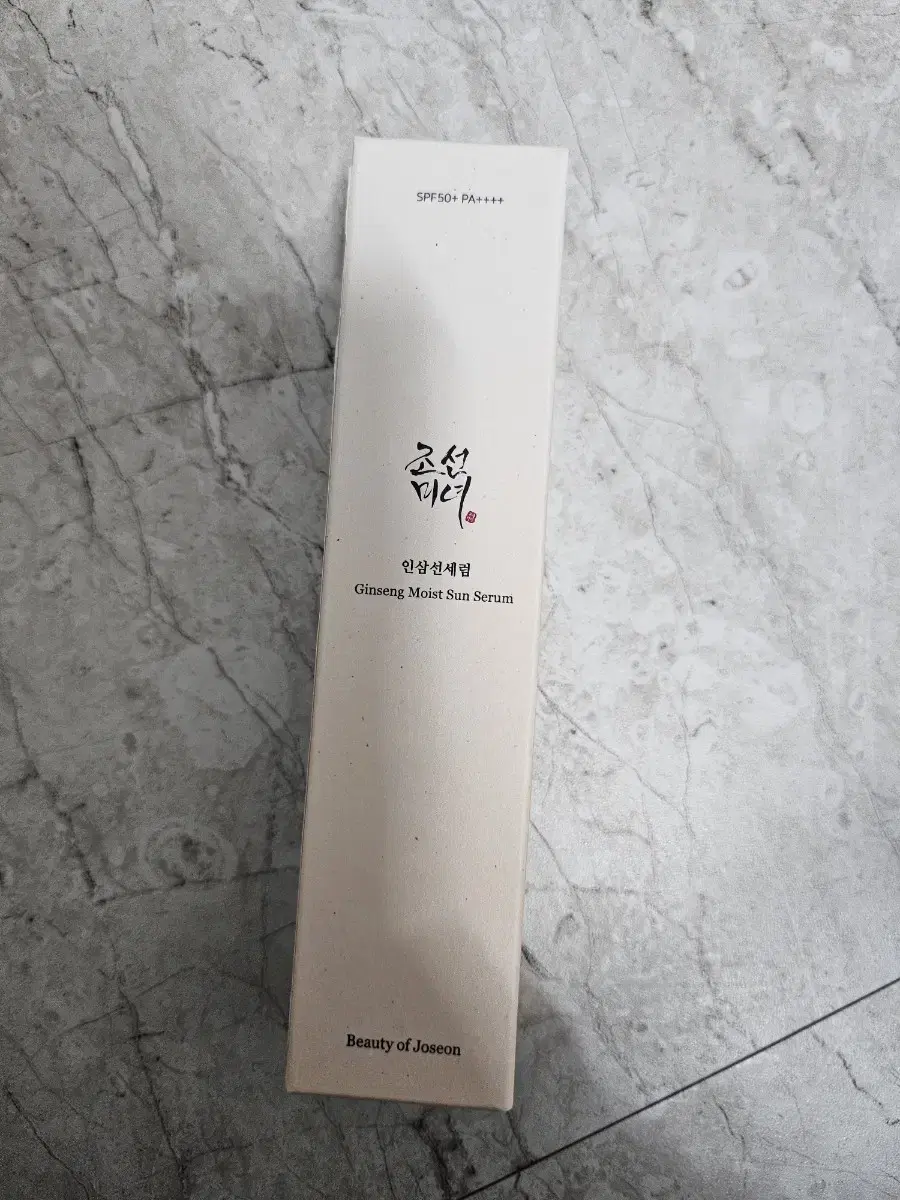 SPF50+ PA++++
조선
미녀
인삼선세럼
Ginseng Moist Sun Serum
Beauty of Joseon